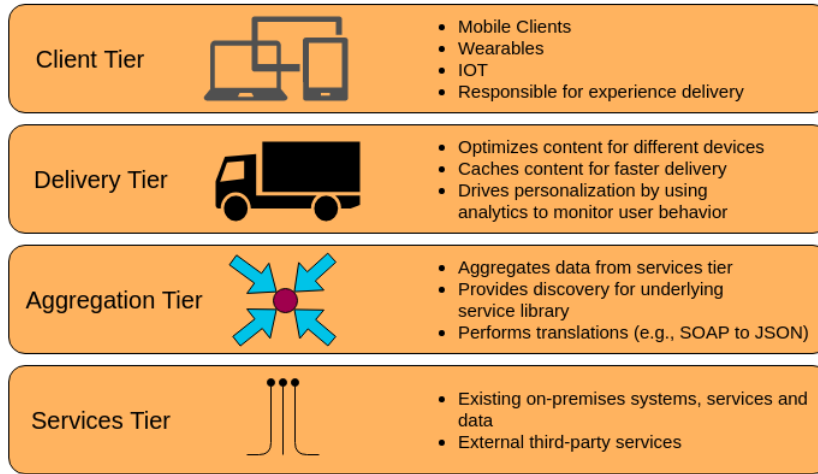 Client Tier
• Mobile Clients
• Wearables
• IOT
• Responsible for experience delivery
Delivery Tier
• Optimizes content for different devices
• Caches content for faster delivery
• Drives personalization by using
analytics to monitor user behavior
Aggregation Tier
• Aggregates data from services tier
• Provides discovery for underlying
service library
• Performs translations (e.g., SOAP to JSON)
Services Tier
• Existing on-premises systems, services and
data
• External third-party services